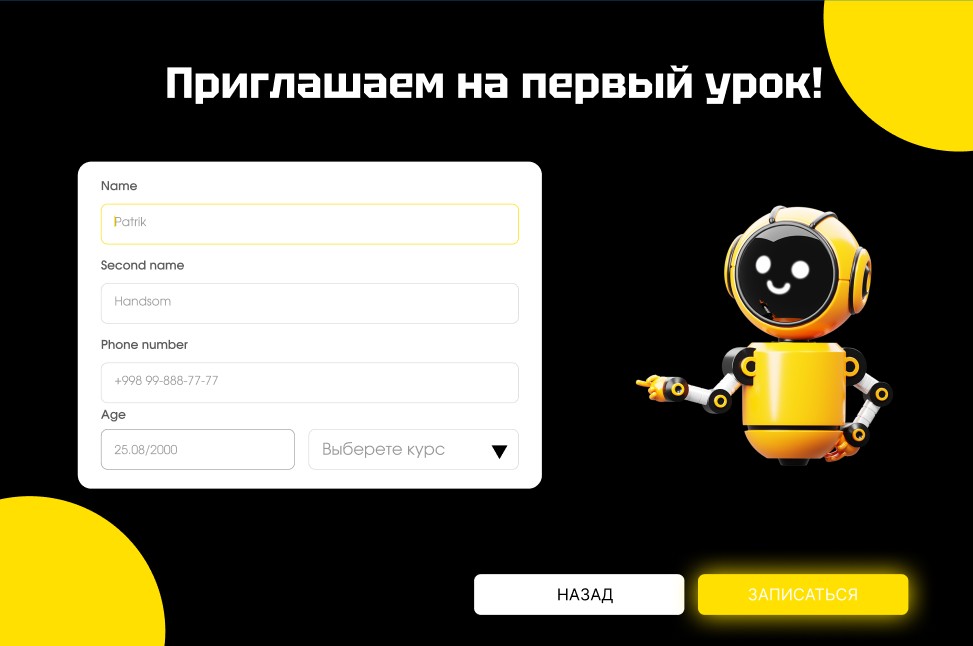 Приглашаем на первый урок!
Name
Patrik
Second name
Handsom
Phone number
+998 99-888-77-77
Age
25.08/2000
Выберете курс
НАЗАД
ЗАПИСАТЬСЯ